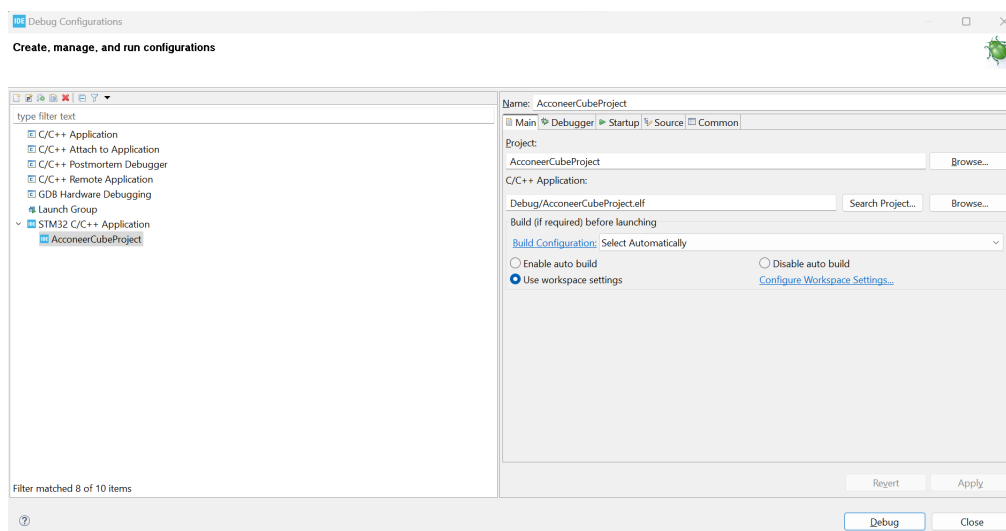 IDE Debug Configurations
Create, manage, and run configurations
type filter text
C/C++ Application
C/C++ Attach to Application
C/C++ Postmortem Debugger
C/C++ Remote Application
GDB Hardware Debugging
Launch Group
STM32 C/C++ Application
AcconeerCubeProject
Filter matched 8 of 10 items
Name: AcconeerCubeProject
Main Debugger Startup Source Common
Project:
AcconeerCubeProject Browse...
C/C++ Application:
Debug/AcconeerCubeProject.elf Search Project... Browse...
Build (if required) before launching
Build Configuration: Select Automatically
Enable auto build Disable auto build
Use workspace settings Configure Workspace Settings...
Revert Apply
Debug Close